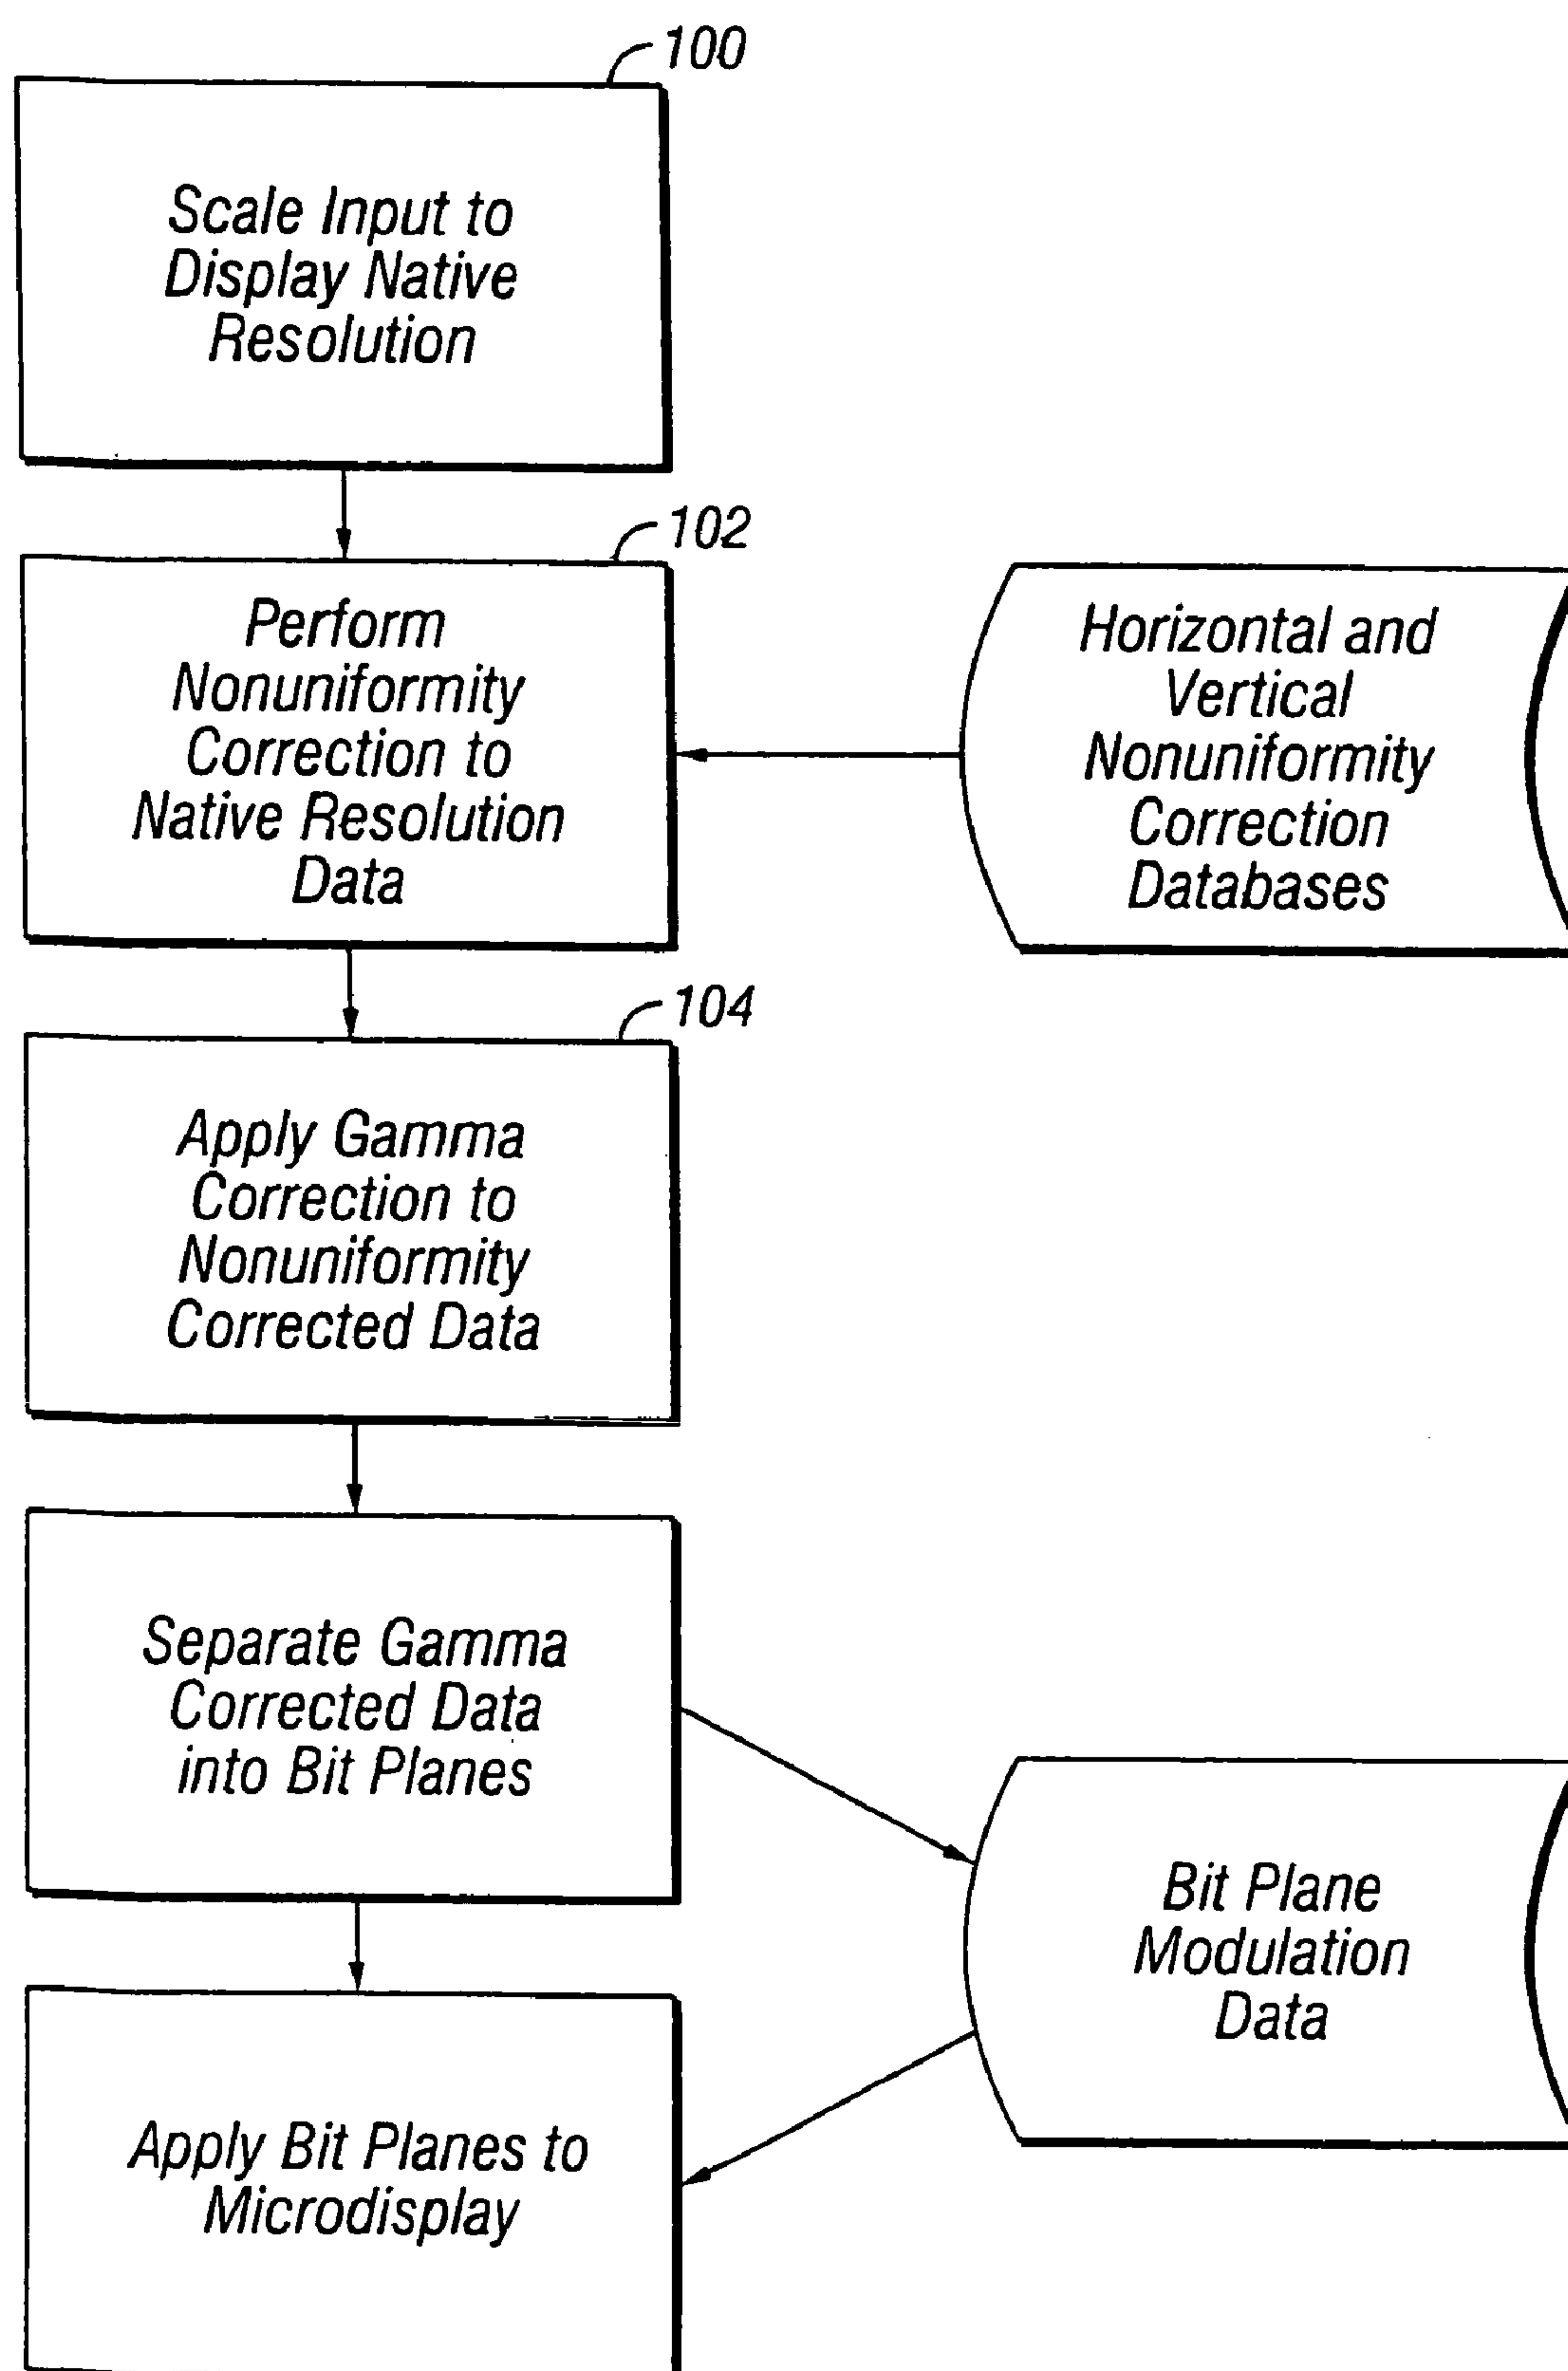 100
Scale Input to
Display Native
Resolution
102
Perform
Nonuniformity
Correction to
Native Resolution
Data
Horizontal and
Vertical
Nonuniformity
Correction
Databases
104
Apply Gamma
Correction to
Nonuniformity
Corrected Data
Separate Gamma
Corrected Data
into Bit Planes
Bit Plane
Modulation
Data
Apply Bit Planes to
Microdisplay